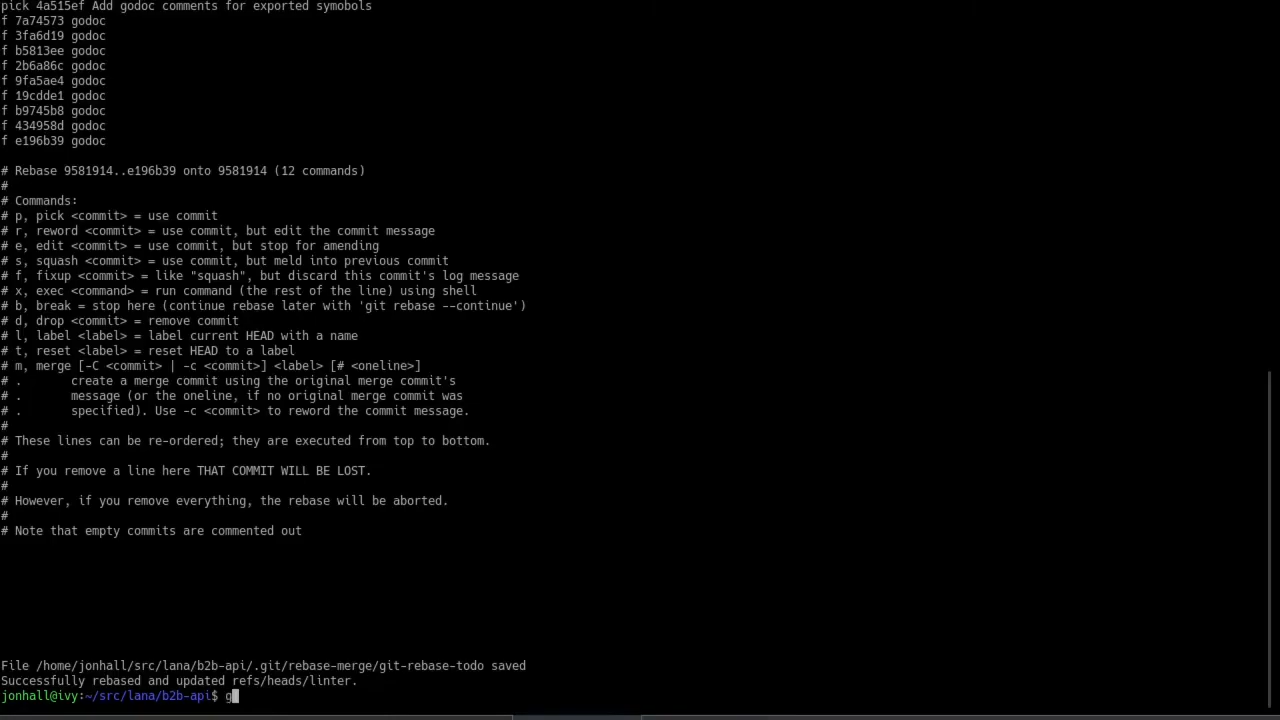 pick 4a515ef Add godoc comments for exported symobols
f 7a74573 godoc
f 3fa6d19 godoc
f b5813ee godoc
f 2b6a86c godoc
f 9fa5ae4 godoc
f 19cdde1 godoc
f b9745b8 godoc
f 434958d godoc
f e196b39 godoc

# Rebase 9581914..e196b39 onto 9581914 (12 commands)
#
# Commands:
# p, pick <commit> = use commit
# r, reword <commit> = use commit, but edit the commit message
# e, edit <commit> = use commit, but stop for amending
# s, squash <commit> = use commit, but meld into previous commit
# f, fixup <commit> = like "squash", but discard this commit's log message
# x, exec <command> = run command (the rest of the line) using shell
# b, break = stop here (continue rebase later with 'git rebase --continue')
# d, drop <commit> = remove commit
# l, label <label> = label current HEAD with a name
# t, reset <label> = reset HEAD to a label
# m, merge [-C <commit> | -c <commit>] <label> [# <oneline>]
# .       create a merge commit using the original merge commit's
# .       message (or the oneline, if no original merge commit was
# .       specified). Use -c <commit> to reword the commit message.
#
# These lines can be re-ordered; they are executed from top to bottom.
#
# If you remove a line here THAT COMMIT WILL BE LOST.
#
# However, if you remove everything, the rebase will be aborted.
#
# Note that empty commits are commented out

File /home/jonhall/src/lana/b2b-api/.git/rebase-merge/git-rebase-todo saved
Successfully rebased and updated refs/heads/linter.
jonhall@ivy:~/src/lana/b2b-api$ g